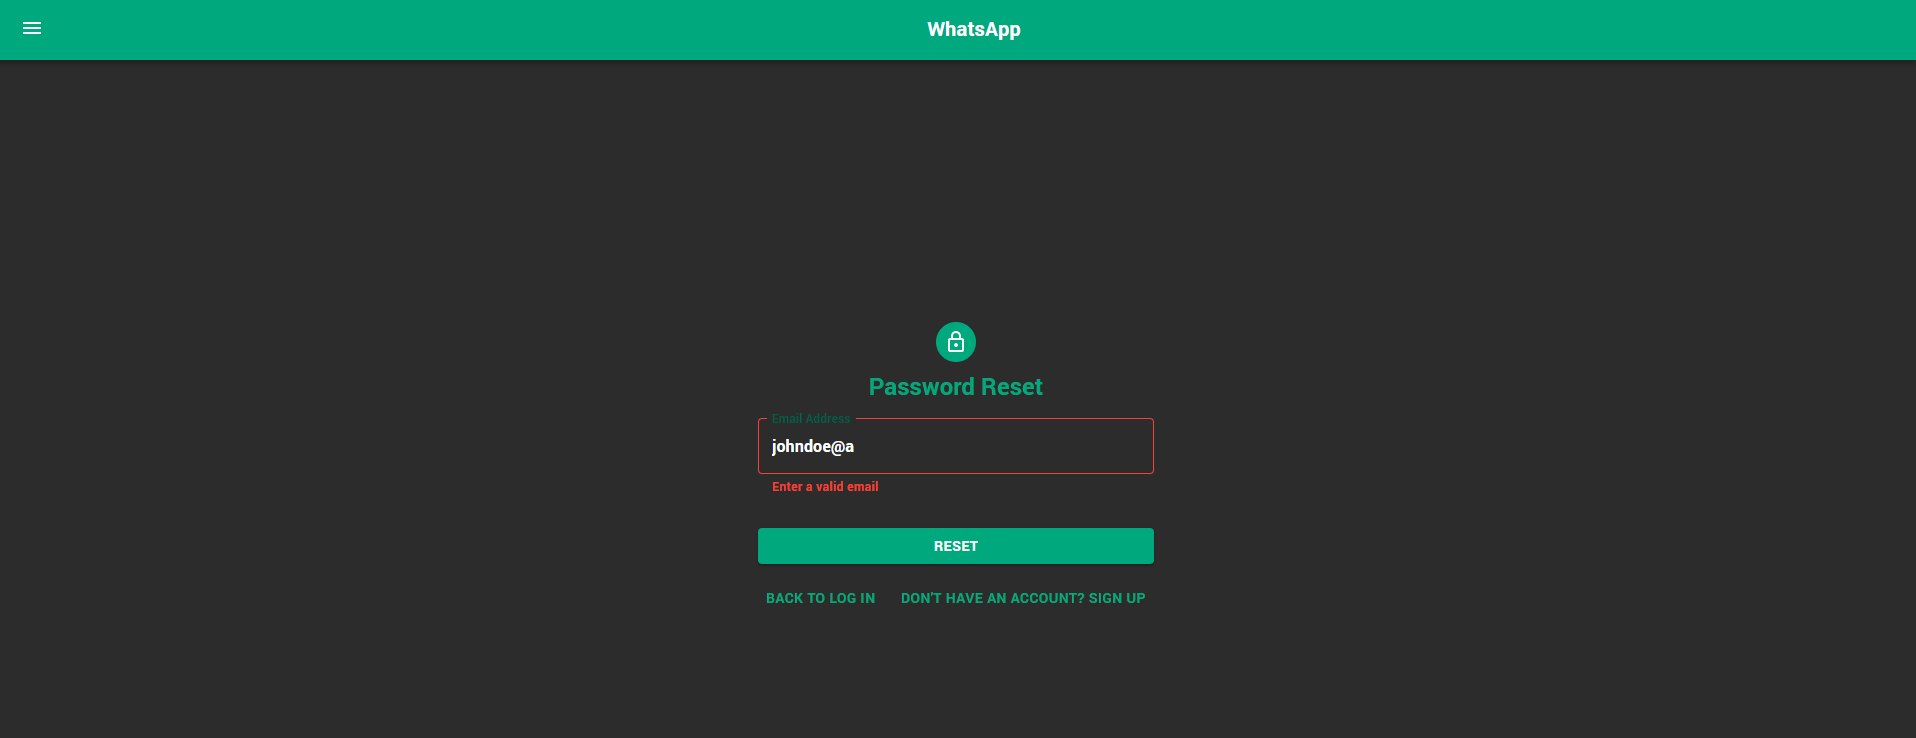 WhatsApp
Password Reset
Email Address
johndoe@a
Enter a valid email
RESET
BACK TO LOG IN DON'T HAVE AN ACCOUNT? SIGN UP